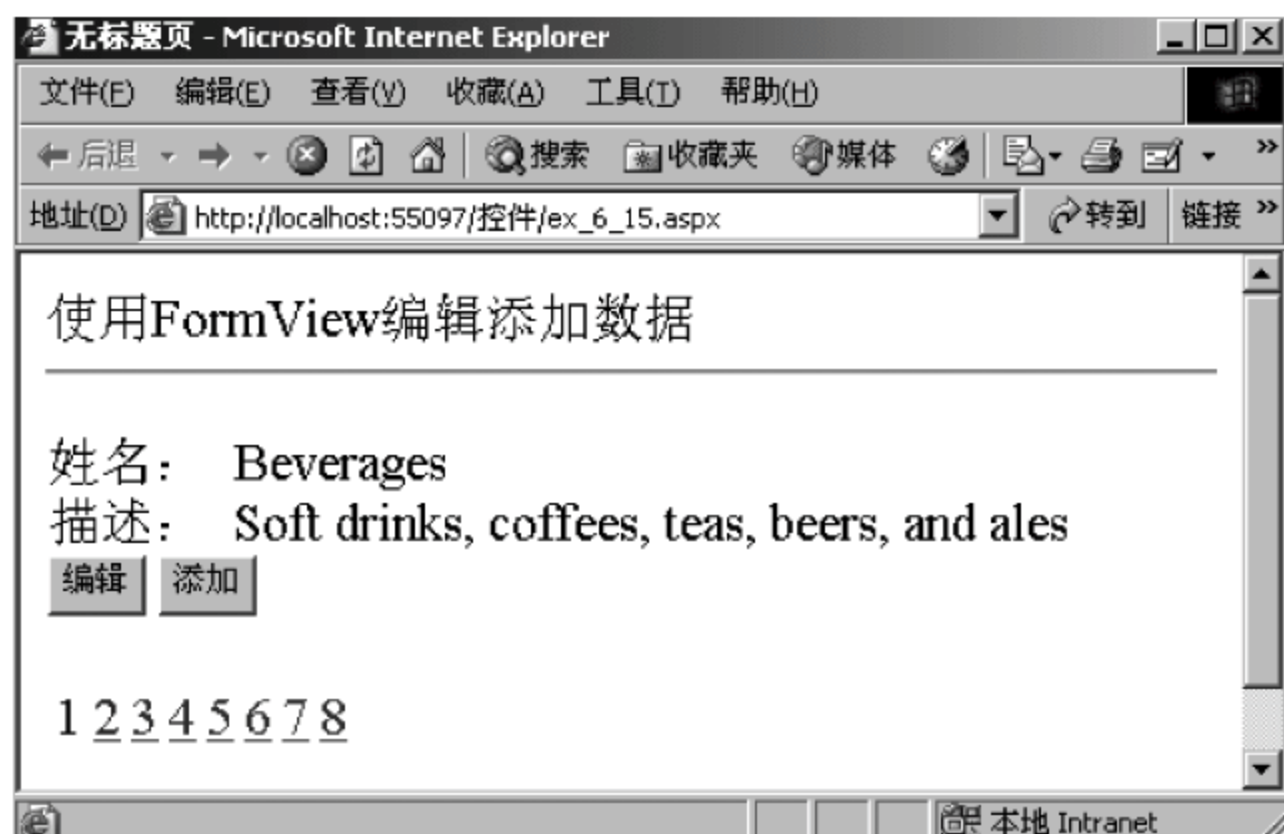 无标题页 - Microsoft Internet Explorer
文件(F) 编辑(E) 查看(V) 收藏(A) 工具(T) 帮助(H)
后退 搜索 收藏夹 媒体 »
地址(D) http://localhost:55097/控件/ex_6_15.aspx 转到 链接 »
使用FormView编辑添加数据
姓名： Beverages
描述： Soft drinks, coffees, teas, beers, and ales
编辑 添加
1 2 3 4 5 6 7 8
本地 Intranet